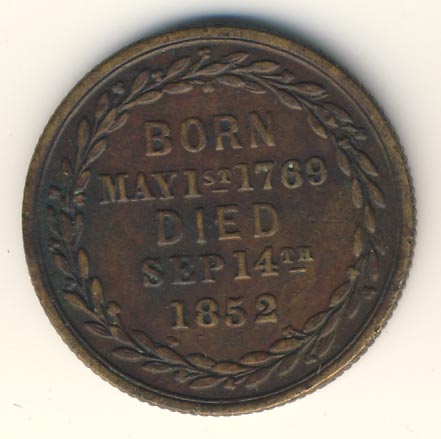 BORN
MAY 1ST 1769
DIED
SEP 14TH
1852